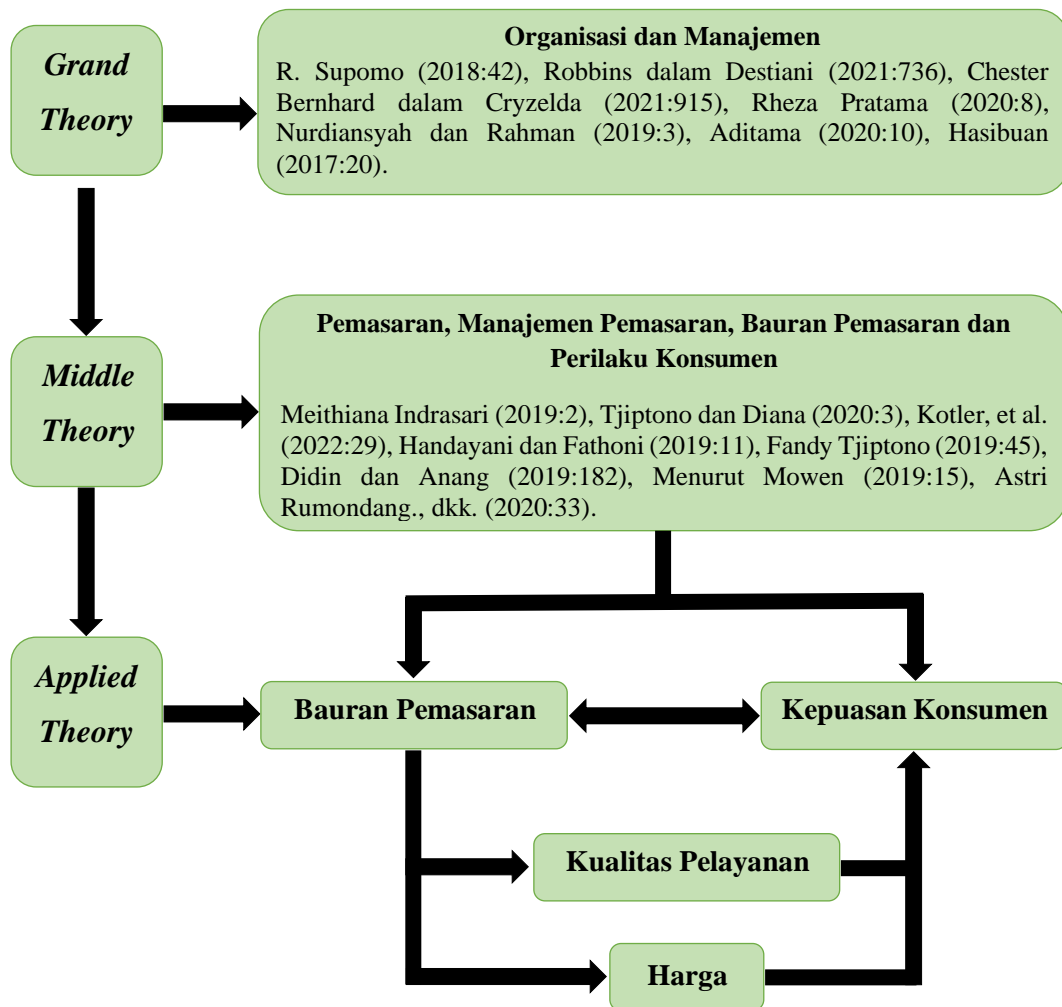 Grand
Theory
Organisasi dan Manajemen
R. Supomo (2018:42), Robbins dalam Destiani (2021:736), Chester
Bernhard dalam Cryzelda (2021:915), Rheza Pratama (2020:8),
Nurdiansyah dan Rahman (2019:3), Aditama (2020:10), Hasibuan
(2017:20).
Middle
Theory
Pemasaran, Manajemen Pemasaran, Bauran Pemasaran dan
Perilaku Konsumen
Meithiana Indrasari (2019:2), Tjiptono dan Diana (2020:3), Kotler, et al.
(2022:29), Handayani dan Fathoni (2019:11), Fandy Tjiptono (2019:45),
Didin dan Anang (2019:182), Menurut Mowen (2019:15), Astri
Rumondang., dkk. (2020:33).
Applied
Theory
Bauran Pemasaran
Kepuasan Konsumen
Kualitas Pelayanan
Harga